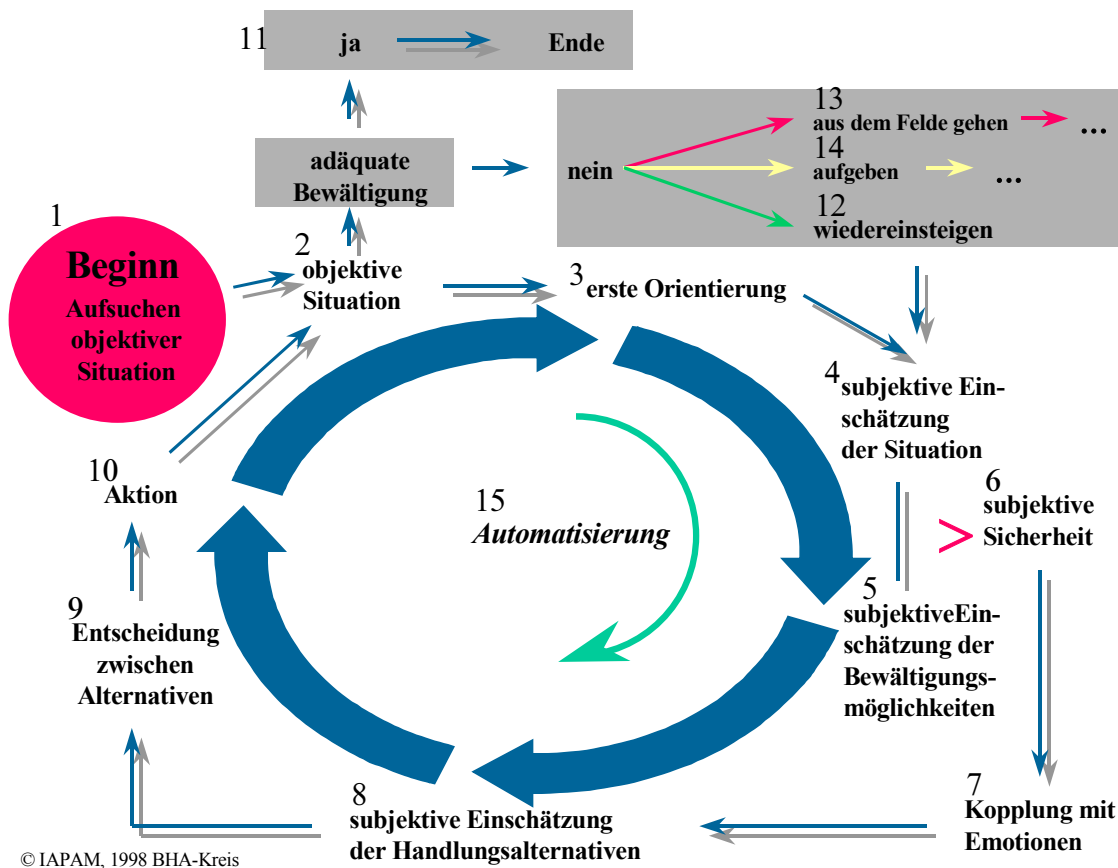 11
ja
Ende
adäquate
Bewältigung
nein
13
aus dem Felde gehen
...
14
aufgeben
...
12
wiedereinsteigen
1
Beginn
Aufsuchen
objektiver
Situation
2
objektive
Situation
3
erste Orientierung
4
subjektive Ein-
schätzung
der Situation
6
subjektive
Sicherheit
>
5
subjektiveEin-
schätzung der
Bewältigungs-
möglichkeiten
7
Kopplung mit
Emotionen
8
subjektive Einschätzung
der Handlungsalternativen
9
Entscheidung
zwischen
Alternativen
10
Aktion
15
Automatisierung
© IAPAM, 1998 BHA-Kreis